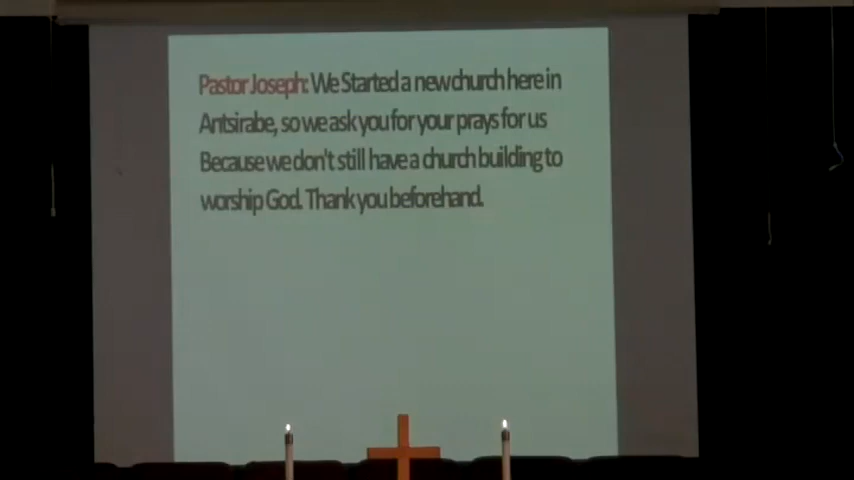 Pastor Joseph: We Started a new church here in
Antsirabe, so we ask you for your prays for us
Because we don't still have a church building to
worship God. Thank you beforehand.